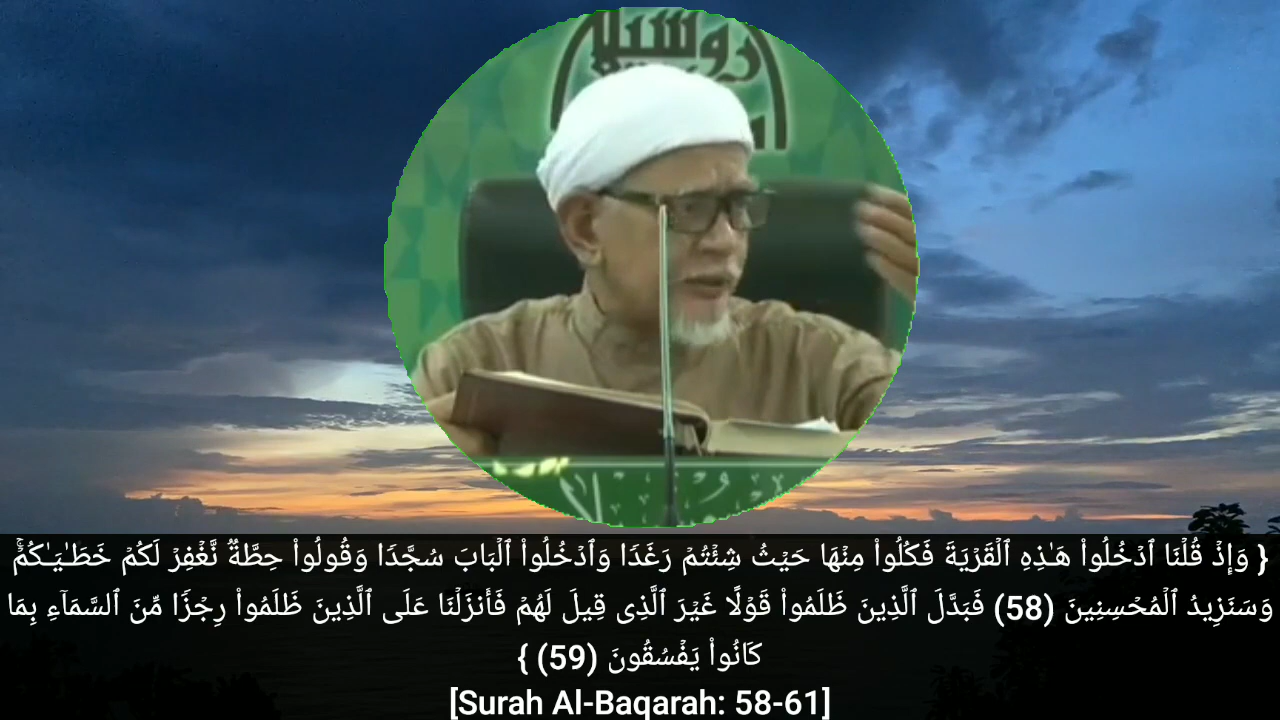 روسيلا
{ وَإِذۡ قُلۡنَا ٱدۡخُلُواْ هَـٰذِهِ ٱلۡقَرۡيَةَ فَكُلُواْ مِنۡهَا حَيۡثُ شِئۡتُمۡ رَغَدٗا وَٱدۡخُلُواْ ٱلۡبَابَ سُجَّدٗا وَقُولُواْ حِطَّةٞ نَّغۡفِرۡ لَكُمۡ خَطَـٰيَـٰكُمۡۚ
وَسَنَزِيدُ ٱلۡمُحۡسِنِينَ (58) فَبَدَّلَ ٱلَّذِينَ ظَلَمُواْ قَوۡلًا غَيۡرَ ٱلَّذِی قِيلَ لَهُمۡ فَأَنزَلۡنَا عَلَى ٱلَّذِينَ ظَلَمُواْ رِجۡزٗا مِّنَ ٱلسَّمَاۤءِ بِمَا
كَانُواْ يَفۡسُقُونَ (59) }
[Surah Al-Baqarah: 58-61]